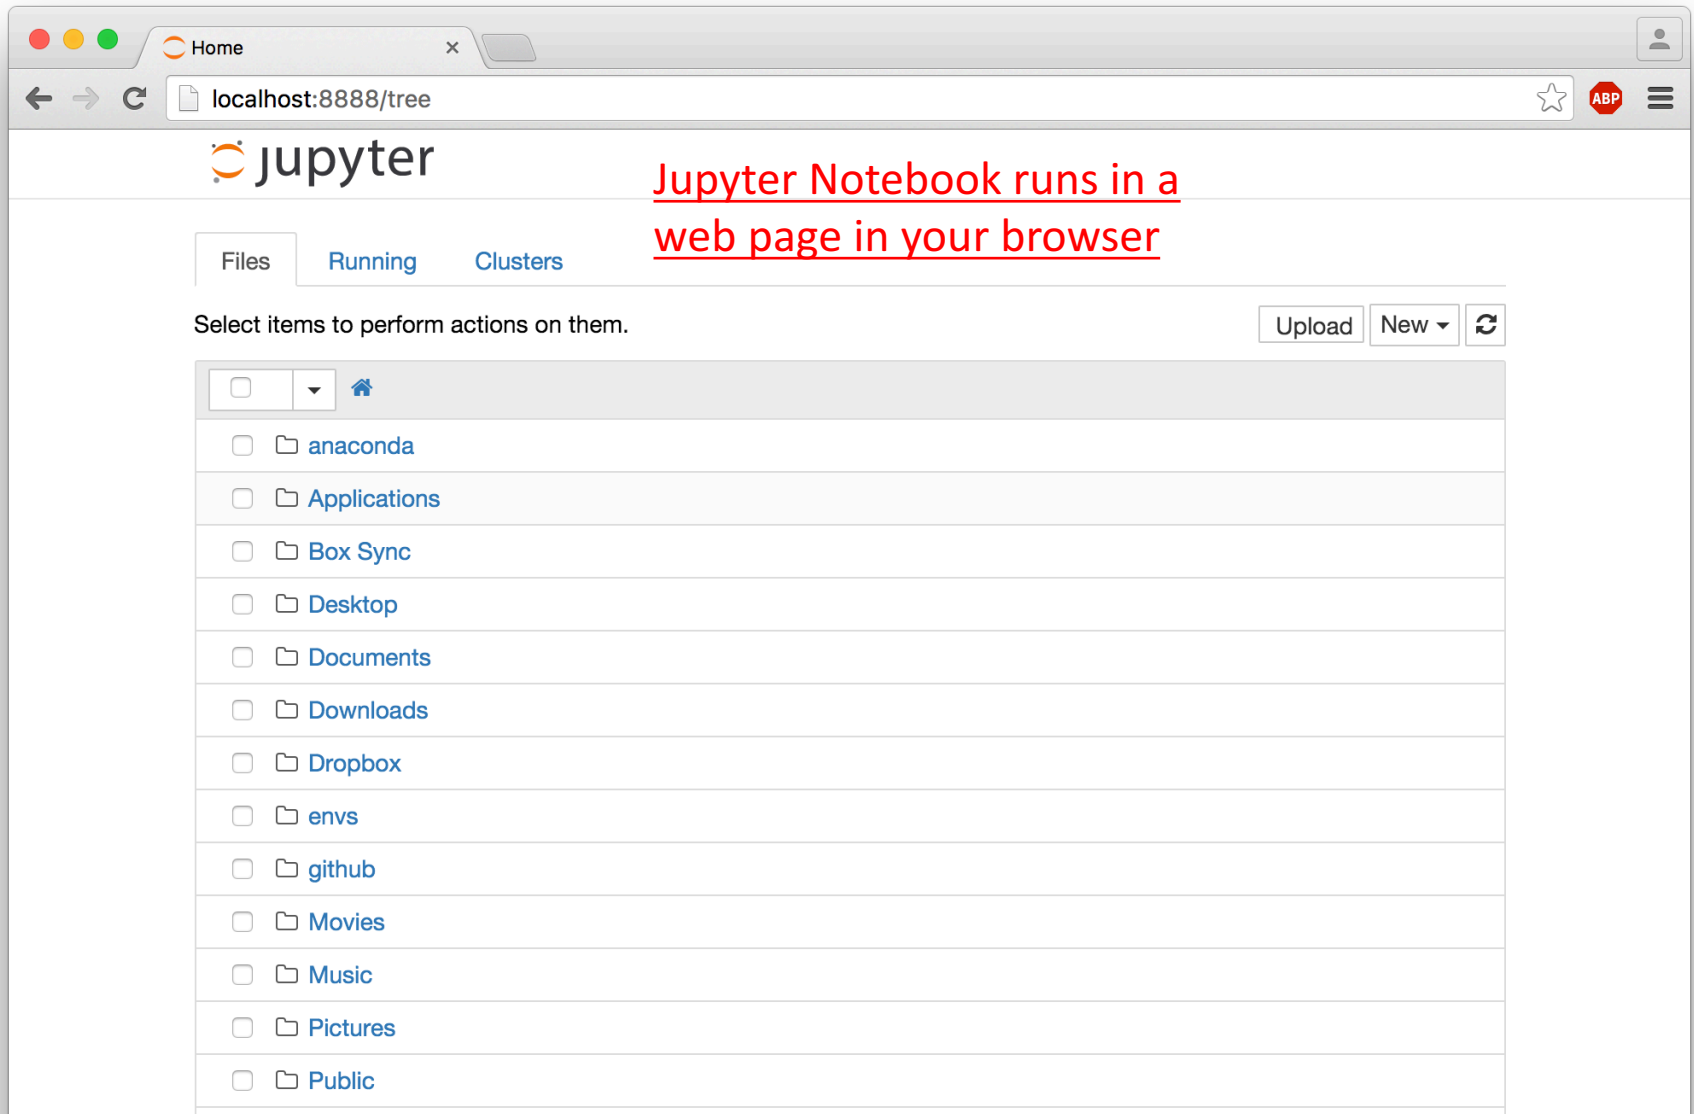 Home
localhost:8888/tree
ABP
jupyter
Jupyter Notebook runs in a
web page in your browser
Files Running Clusters
Select items to perform actions on them.
Upload New
anaconda
Applications
Box Sync
Desktop
Documents
Downloads
Dropbox
envs
github
Movies
Music
Pictures
Public